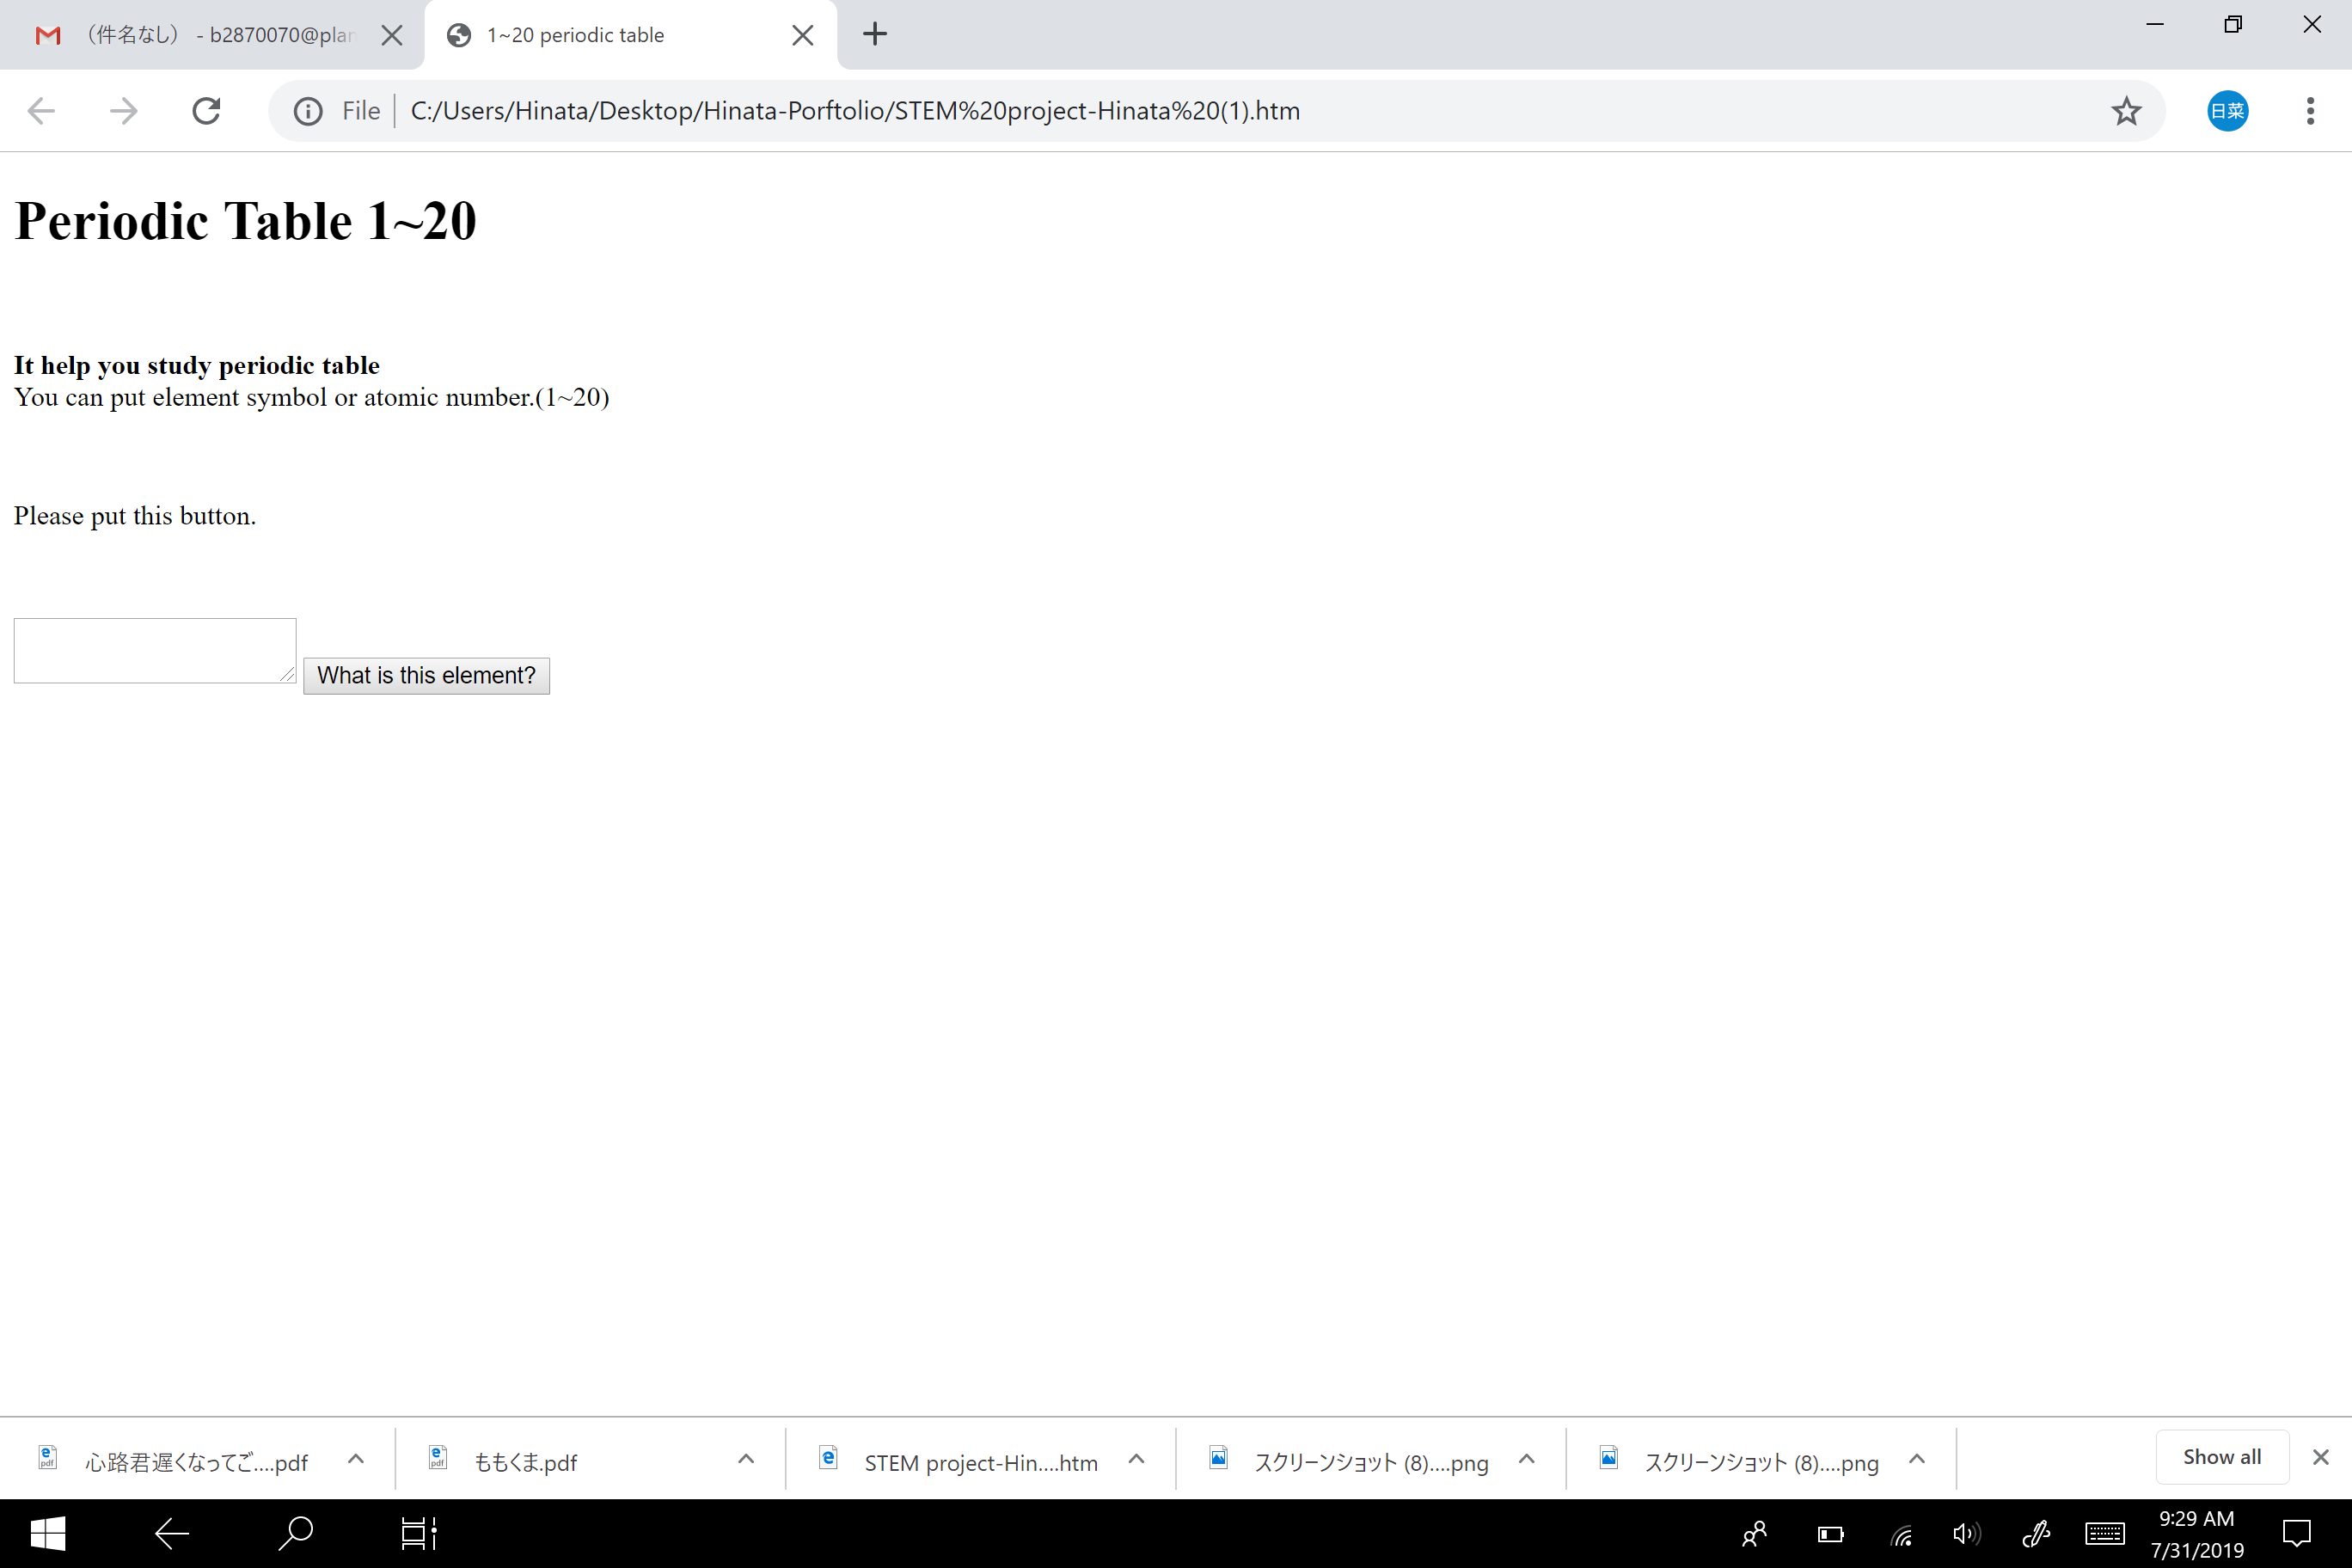 （件名なし） - b2870070@plar
1~20 periodic table
File
C:/Users/Hinata/Desktop/Hinata-Porftolio/STEM%20project-Hinata%20(1).htm
日菜
Periodic Table 1~20
It help you study periodic table
You can put element symbol or atomic number.(1~20)
Please put this button.
What is this element?
心路君遅くなってご....pdf
ももくま.pdf
STEM project-Hin....htm
スクリーンショット (8)....png
スクリーンショット (8)....png
Show all
9:29 AM
7/31/2019